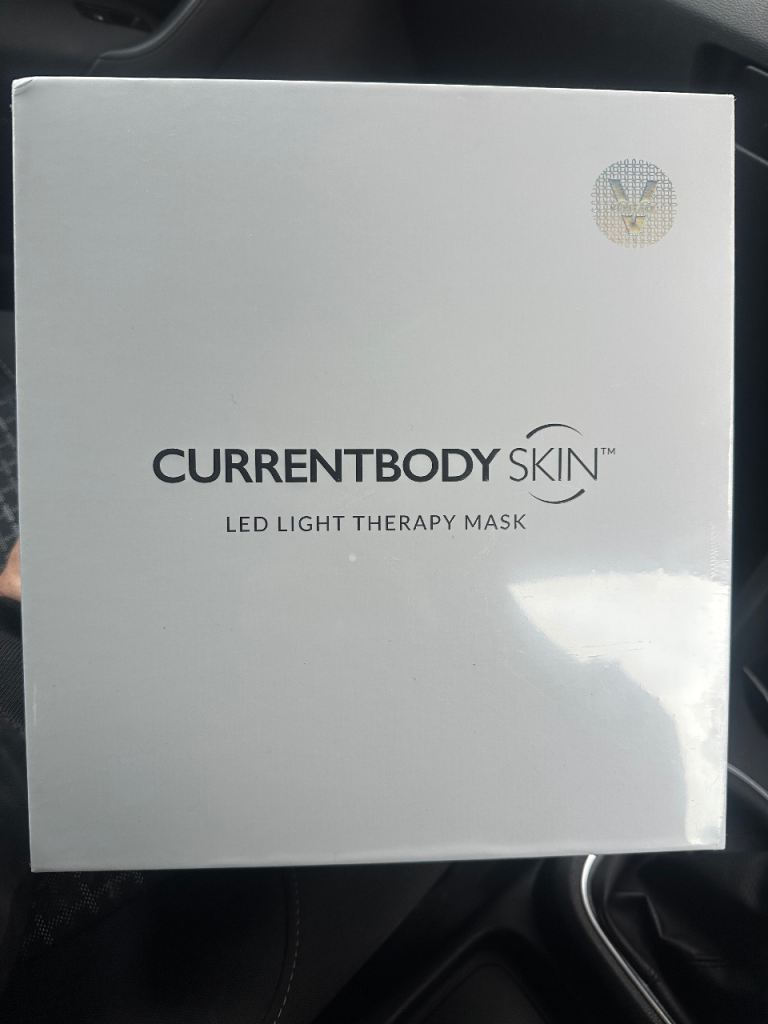 V
CURRENTBODY SKIN™
LED LIGHT THERAPY MASK